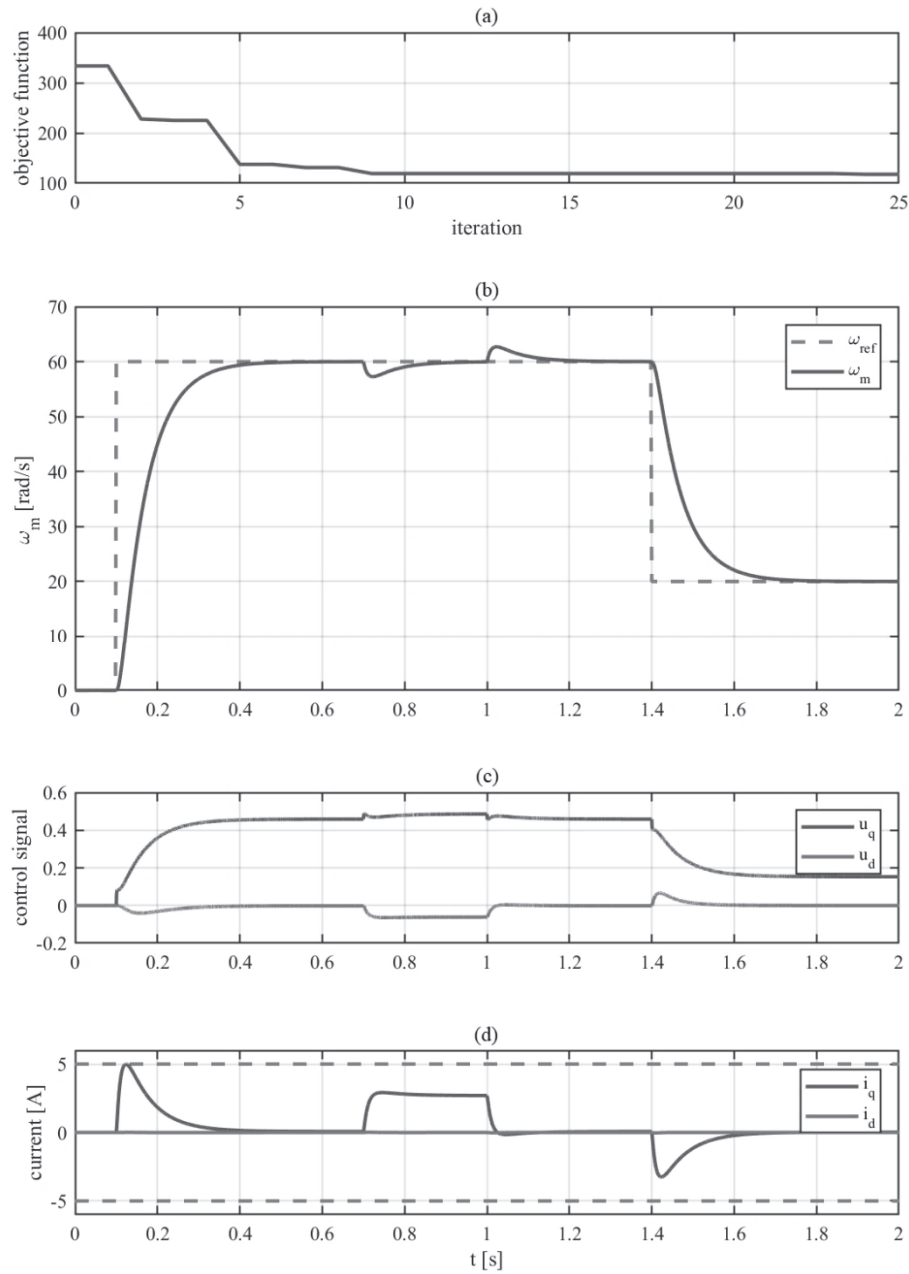 (a)
400
300
200
100
objective function
0 5 10 15 20 25
iteration
(b)
70
60
50
40
30
20
10
0
ω_m [rad/s]
ω_ref
ω_m
0 0.2 0.4 0.6 0.8 1 1.2 1.4 1.6 1.8 2
(c)
0.6
0.4
0.2
0
-0.2
control signal
u_q
u_d
0 0.2 0.4 0.6 0.8 1 1.2 1.4 1.6 1.8 2
(d)
5
0
-5
current [A]
i_q
i_d
0 0.2 0.4 0.6 0.8 1 1.2 1.4 1.6 1.8 2
t [s]